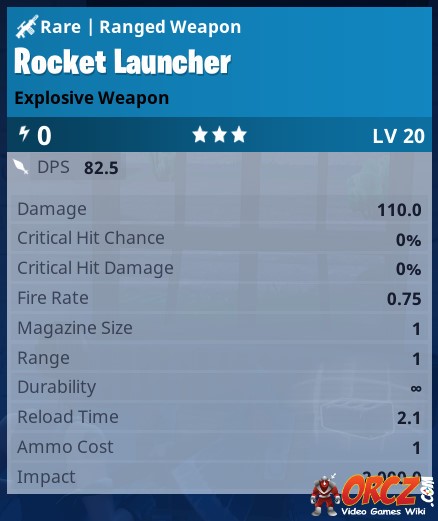 Rare | Ranged Weapon
Rocket Launcher
Explosive Weapon
0 LV 20
DPS 82.5
Damage 110.0
Critical Hit Chance 0%
Critical Hit Damage 0%
Fire Rate 0.75
Magazine Size 1
Range 1
Durability ∞
Reload Time 2.1
Ammo Cost 1
Impact
ORCZ.COM
Video Games Wiki